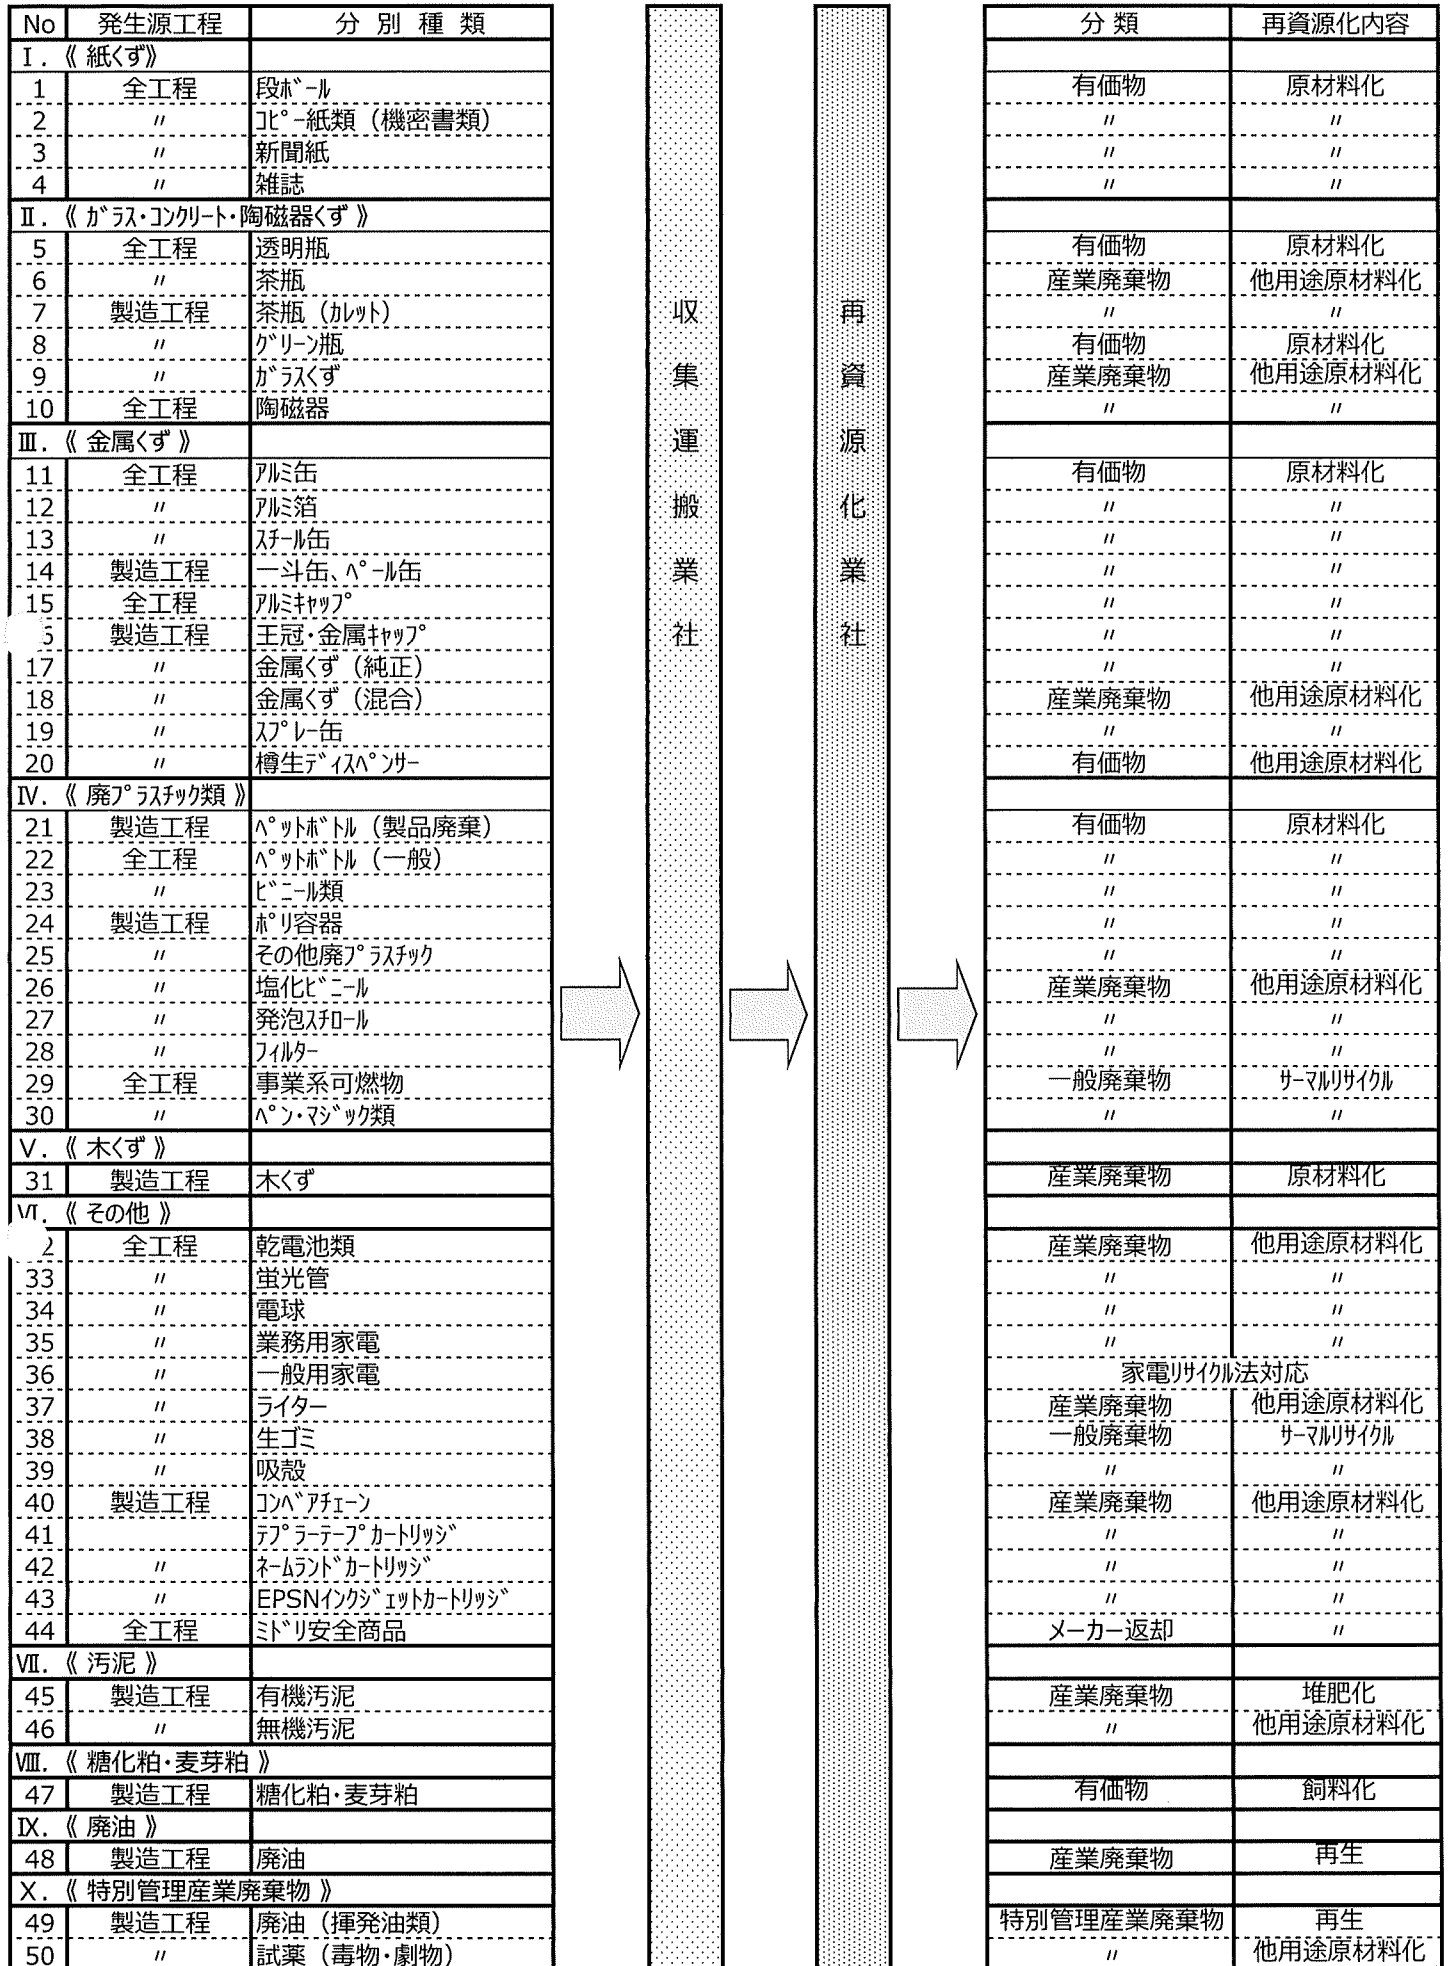 No 発生源工程 分別種類 分類 再資源化内容
Ⅰ.《 紙くず》
1 全工程 段ﾎﾞｰﾙ 有価物 原材料化
2 〃 ｺﾋﾟｰ紙類（機密書類） 〃 〃
3 〃 新聞紙 〃 〃
4 〃 雑誌 〃 〃
Ⅱ.《 ｶﾞﾗｽ・ｺﾝｸﾘｰﾄ・陶磁器くず 》
5 全工程 透明瓶 有価物 原材料化
6 〃 茶瓶 産業廃棄物 他用途原材料化
7 製造工程 茶瓶（ｶﾚｯﾄ） 〃 〃
8 〃 ｸﾞﾘｰﾝ瓶 有価物 原材料化
9 〃 ｶﾞﾗｽくず 産業廃棄物 他用途原材料化
10 全工程 陶磁器 〃 〃
Ⅲ.《 金属くず 》
11 全工程 ｱﾙﾐ缶 有価物 原材料化
12 〃 ｱﾙﾐ箔 〃 〃
13 〃 ｽﾁｰﾙ缶 〃 〃
14 製造工程 一斗缶、ﾍﾟｰﾙ缶 〃 〃
15 全工程 ｱﾙﾐｷｬｯﾌﾟ 〃 〃
6 製造工程 王冠・金属ｷｬｯﾌﾟ 〃 〃
17 〃 金属くず（純正） 〃 〃
18 〃 金属くず（混合） 産業廃棄物 他用途原材料化
19 〃 ｽﾌﾟﾚｰ缶 〃 〃
20 〃 樽生ﾃﾞｨｽﾍﾟﾝｻｰ 有価物 他用途原材料化
Ⅳ.《 廃ﾌﾟﾗｽﾁｯｸ類 》
21 製造工程 ﾍﾟｯﾄﾎﾞﾄﾙ（製品廃棄） 有価物 原材料化
22 全工程 ﾍﾟｯﾄﾎﾞﾄﾙ（一般） 〃 〃
23 〃 ﾋﾞﾆｰﾙ類 〃 〃
24 製造工程 ﾎﾟﾘ容器 〃 〃
25 〃 その他廃ﾌﾟﾗｽﾁｯｸ 〃 〃
26 〃 塩化ﾋﾞﾆｰﾙ 産業廃棄物 他用途原材料化
27 〃 発泡ｽﾁﾛｰﾙ 〃 〃
28 〃 ﾌｨﾙﾀｰ 〃 〃
29 全工程 事業系可燃物 一般廃棄物 ｻｰﾏﾙﾘｻｲｸﾙ
30 〃 ﾍﾟﾝ・ﾏｼﾞｯｸ類 〃 〃
Ⅴ.《 木くず 》
31 製造工程 木くず 産業廃棄物 原材料化
Ⅵ.《 その他 》
2 全工程 乾電池類 産業廃棄物 他用途原材料化
33 〃 蛍光管 〃 〃
34 〃 電球 〃 〃
35 〃 業務用家電 〃 〃
36 〃 一般用家電 家電ﾘｻｲｸﾙ法対応
37 〃 ライター 産業廃棄物 他用途原材料化
38 〃 生ゴミ 一般廃棄物 ｻｰﾏﾙﾘｻｲｸﾙ
39 〃 吸殻 〃 〃
40 製造工程 ｺﾝﾍﾞｱﾁｪｰﾝ 産業廃棄物 他用途原材料化
41 ﾃﾌﾟﾗｰﾃｰﾌﾟｶｰﾄﾘｯｼﾞ 〃 〃
42 〃 ﾈｰﾑﾗﾝﾄﾞｶｰﾄﾘｯｼﾞ 〃 〃
43 〃 EPSNｲﾝｸｼﾞｪｯﾄｶｰﾄﾘｯｼﾞ 〃 〃
44 全工程 ﾐﾄﾞﾘ安全商品 メーカー返却 〃
Ⅶ.《 汚泥 》
45 製造工程 有機汚泥 産業廃棄物 堆肥化
46 〃 無機汚泥 〃 他用途原材料化
Ⅷ.《 糖化粕・麦芽粕 》
47 製造工程 糖化粕・麦芽粕 有価物 飼料化
Ⅸ.《 廃油 》
48 製造工程 廃油 産業廃棄物 再生
Ⅹ.《 特別管理産業廃棄物 》
49 製造工程 廃油（揮発油類） 特別管理産業廃棄物 再生
50 〃 試薬（毒物・劇物） 〃 他用途原材料化
収集運搬業社
再資源化業社